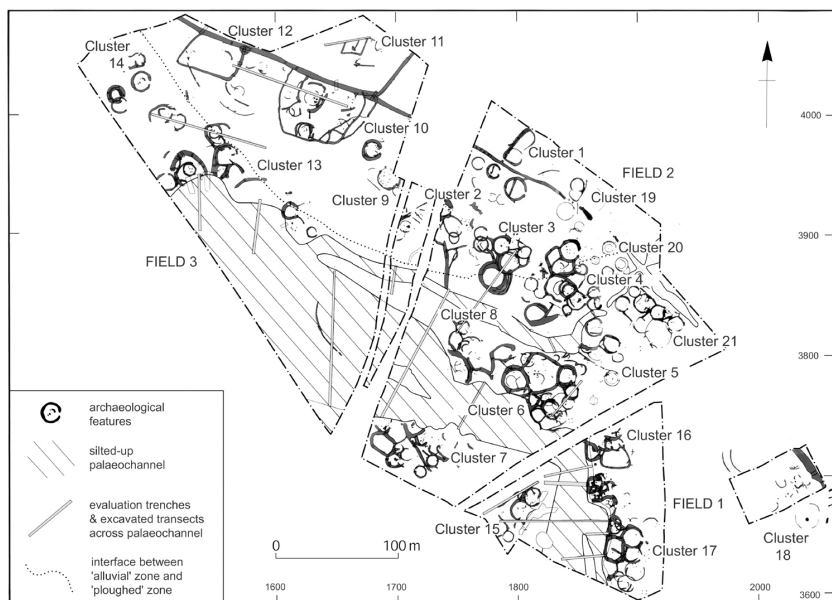 1600
1700
1800
Cluster 12
Cluster
14
Cluster 11
Cluster 10
Cluster 13
Cluster 9
Cluster 1
FIELD 2
Cluster 2
Cluster 19
Cluster 3
Cluster 20
Cluster 4
FIELD 3
Cluster 8
Cluster 21
Cluster 5
Cluster 6
Cluster 7
Cluster 16
FIELD 1
Cluster 15
Cluster 17
Cluster
18
4000
3900
3800
3600
archaeological
features
silted-up
palaeochannel
evaluation trenches
& excavated transects
across palaeochannel
interface between
'alluvial' zone and
'ploughed' zone
0
100 m
1600
1700
1800
2000